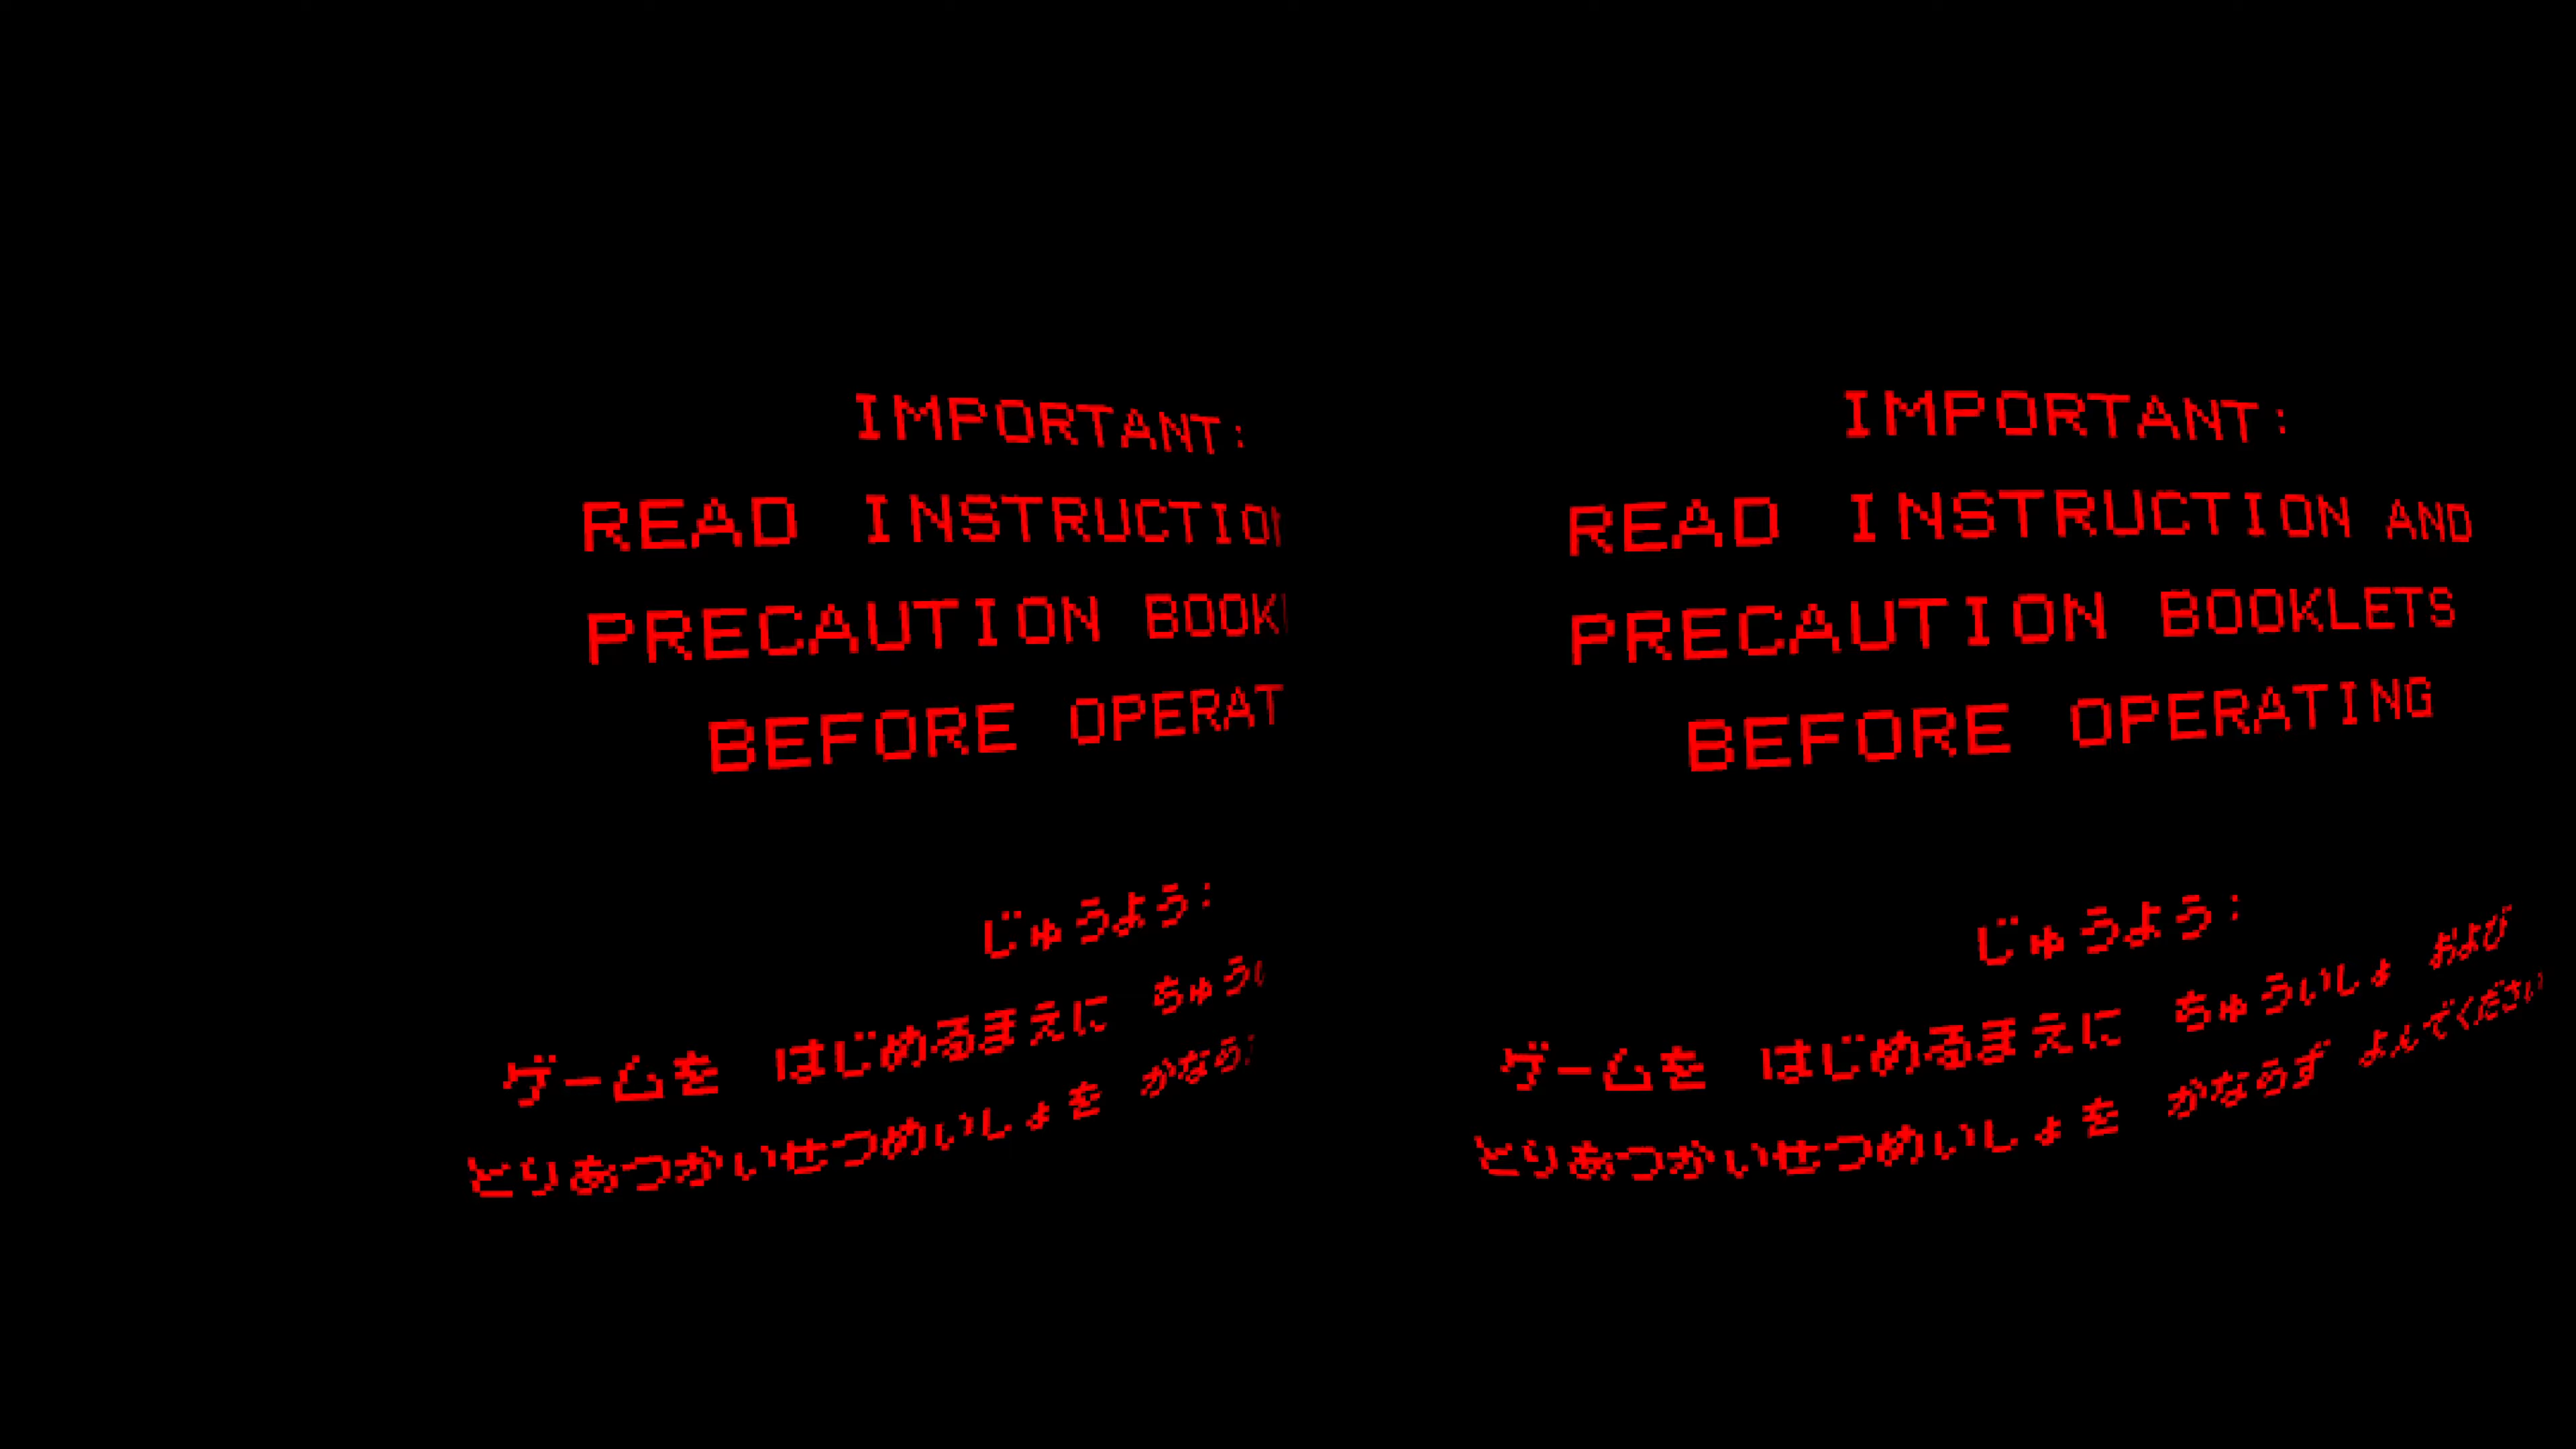 IMPORTANT:
READ INSTRUCTION
PRECAUTION BOOK
BEFORE OPERAT
じゅうよう:
ゲームを はじめるまえに ちゅうい
とりあつかいせつめいしょを かならず
IMPORTANT:
READ INSTRUCTION AND
PRECAUTION BOOKLETS
BEFORE OPERATING
じゅうよう:
ゲームを はじめるまえに ちゅういしょ および
とりあつかいせつめいしょを かならず よんでください